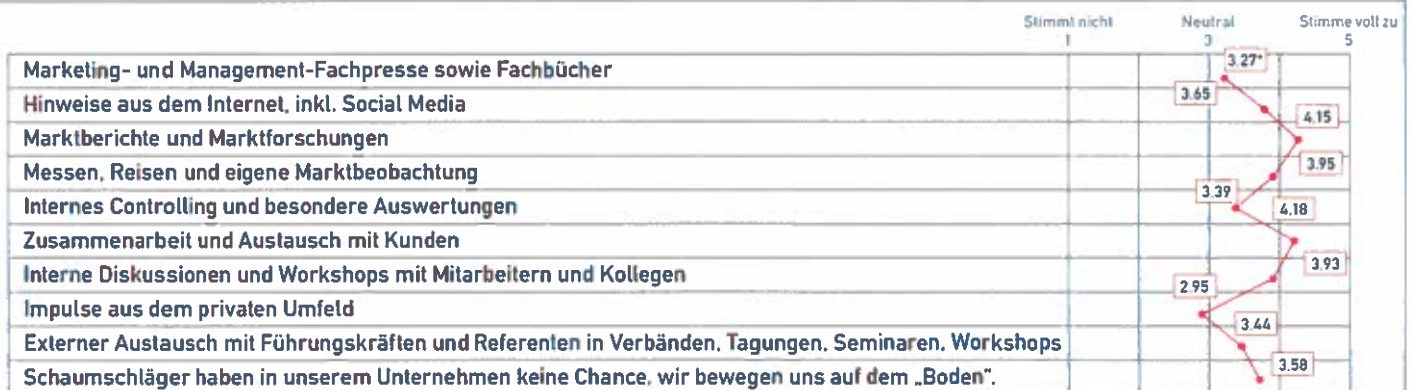 Stimmt nicht Neutral Stimme voll zu
1 3 5
Marketing- und Management-Fachpresse sowie Fachbücher 3.27*
Hinweise aus dem Internet, inkl. Social Media 3.65
Marktberichte und Marktforschungen 4.15
Messen, Reisen und eigene Marktbeobachtung 3.95
Internes Controlling und besondere Auswertungen 3.39
Zusammenarbeit und Austausch mit Kunden 4.18
Interne Diskussionen und Workshops mit Mitarbeitern und Kollegen 3.93
Impulse aus dem privaten Umfeld 2.95
Externer Austausch mit Führungskräften und Referenten in Verbänden, Tagungen, Seminaren, Workshops 3.44
Schaumschläger haben in unserem Unternehmen keine Chance, wir bewegen uns auf dem „Boden“. 3.58